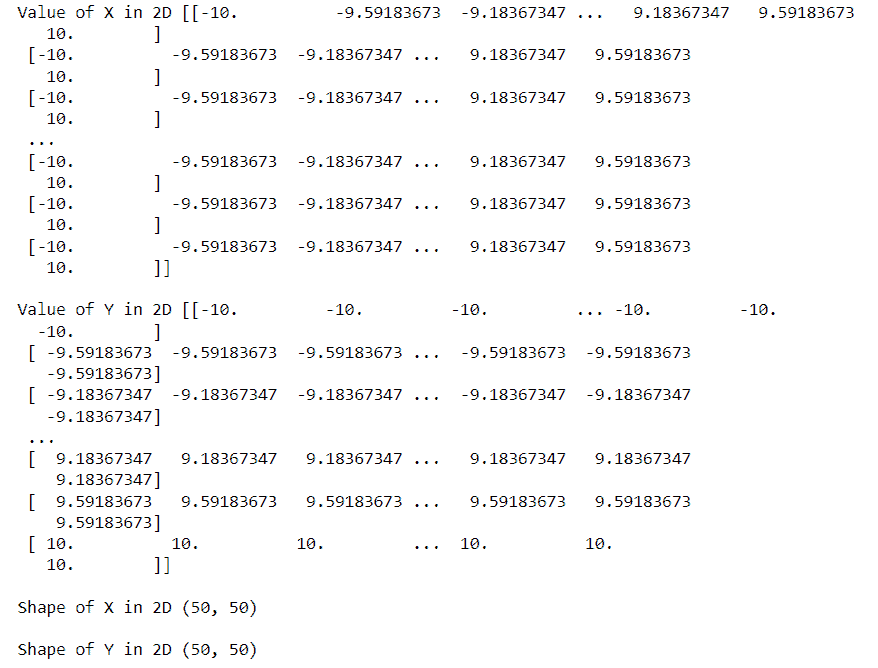 Value of X in 2D [[-10.         -9.59183673  -9.18367347 ...   9.18367347   9.59183673
   10.        ]
 [-10.         -9.59183673  -9.18367347 ...   9.18367347   9.59183673
   10.        ]
 [-10.         -9.59183673  -9.18367347 ...   9.18367347   9.59183673
   10.        ]
 ...
 [-10.         -9.59183673  -9.18367347 ...   9.18367347   9.59183673
   10.        ]
 [-10.         -9.59183673  -9.18367347 ...   9.18367347   9.59183673
   10.        ]
 [-10.         -9.59183673  -9.18367347 ...   9.18367347   9.59183673
   10.        ]]
Value of Y in 2D [[-10.         -10.         -10.         ... -10.         -10.
  -10.        ]
 [ -9.59183673  -9.59183673  -9.59183673 ...  -9.59183673  -9.59183673
   -9.59183673]
 [ -9.18367347  -9.18367347  -9.18367347 ...  -9.18367347  -9.18367347
   -9.18367347]
 ...
 [  9.18367347   9.18367347   9.18367347 ...   9.18367347   9.18367347
    9.18367347]
 [  9.59183673   9.59183673   9.59183673 ...   9.59183673   9.59183673
    9.59183673]
 [ 10.          10.          10.         ...  10.          10.
   10.        ]]
Shape of X in 2D (50, 50)
Shape of Y in 2D (50, 50)